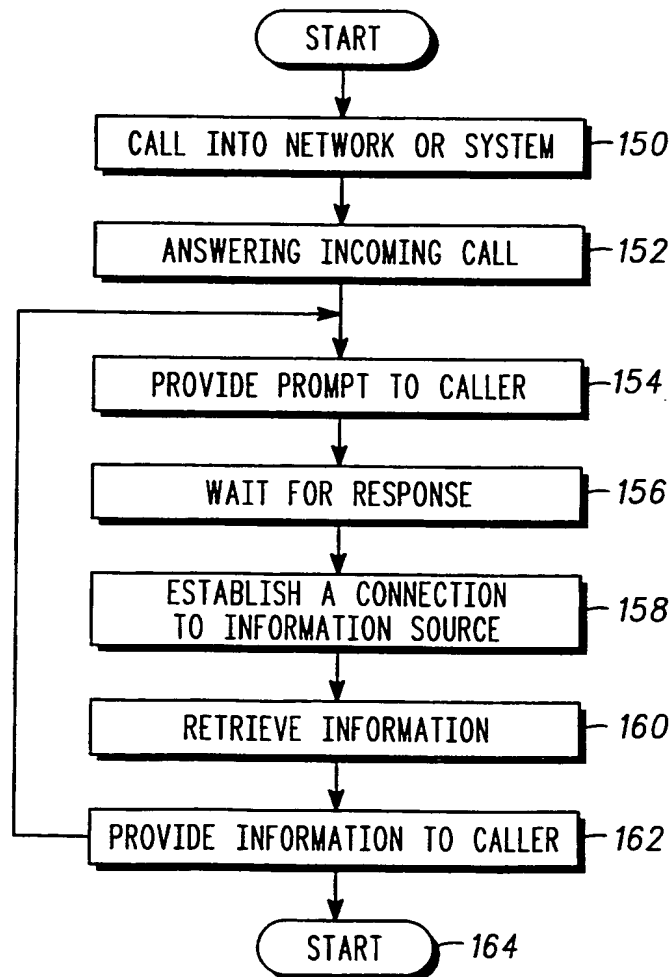 START
CALL INTO NETWORK OR SYSTEM 150
ANSWERING INCOMING CALL 152
PROVIDE PROMPT TO CALLER 154
WAIT FOR RESPONSE 156
ESTABLISH A CONNECTION
TO INFORMATION SOURCE 158
RETRIEVE INFORMATION 160
PROVIDE INFORMATION TO CALLER 162
START 164